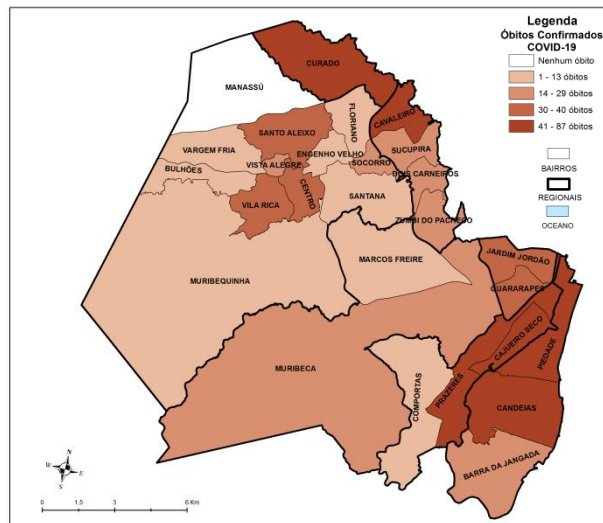 Legenda
Óbitos Confirmados
COVID-19
Nenhum óbito
1 - 13 óbitos
14 - 29 óbitos
30 - 40 óbitos
41 - 87 óbitos
BAIRROS
REGIONAIS
OCEANO
CURADO
MANASSÚ
FLORIANO
CAVALEIRO
SANTO ALEIXO
VARGEM FRIA
ENGENHO VELHO
SUCUPIRA
BULHÕES
VISTA ALEGRE
SOCORRO
DOIS CARNEIROS
VILA RICA
CENTRO
SANTANA
ZUMBI DO PACHECO
MARCOS FREIRE
JARDIM JORDÃO
MURIBEQUINHA
GUARARAPES
CAJUEIRO SECO
PIEDADE
MURIBECA
COMPORTAS
PRAZERES
CANDEIAS
BARRA DA JANGADA
N
W
E
S
0
1,5
3
6 Km